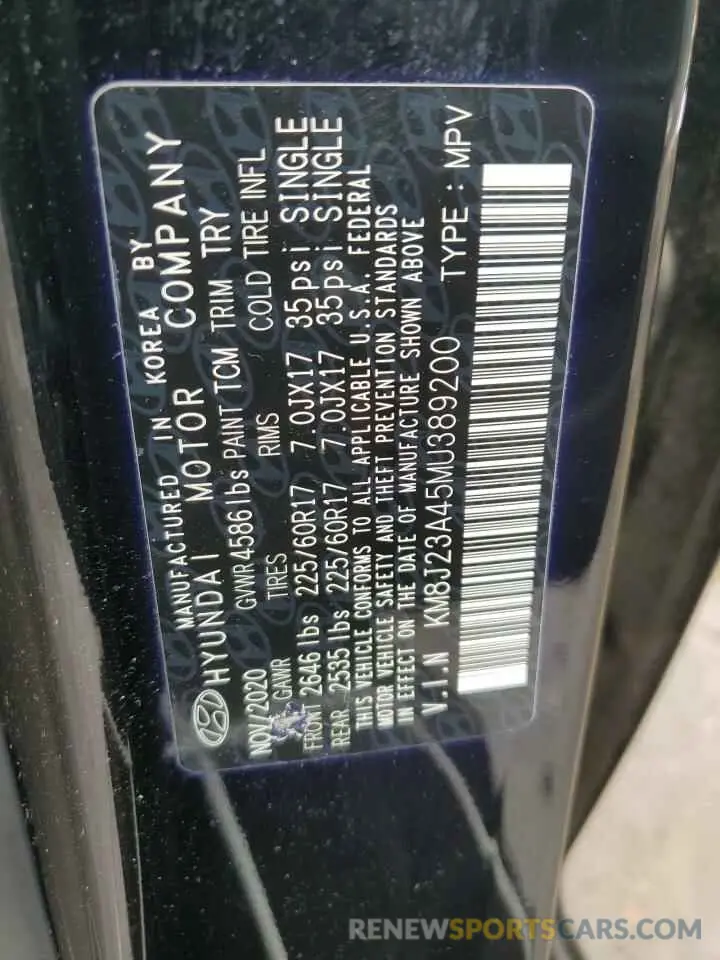 MANUFACTURED IN KOREA BY
HYUNDAI MOTOR COMPANY
NOV/2020 GVWR 4586 lbs PAINT TCM TRIM TRY
GAWR TIRES RIMS COLD TIRE INFL
FRONT 2646 lbs 225/60R17 7.0JX17 35psi SINGLE
REAR 2535 lbs 225/60R17 7.0JX17 35psi SINGLE
THIS VEHICLE CONFORMS TO ALL APPLICABLE U.S.A. FEDERAL
MOTOR VEHICLE SAFETY AND THEFT PREVENTION STANDARDS
IN EFFECT ON THE DATE OF MANUFACTURE SHOWN ABOVE
V.I.N KM8J23A45MU389200 TYPE : MPV
RENEWSPORTSCARS.COM